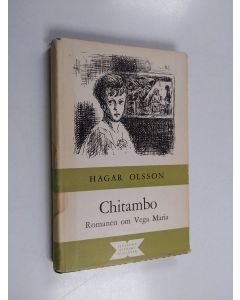 HAGAR OLSSON
Chitambo
Romanen om Vega Maria